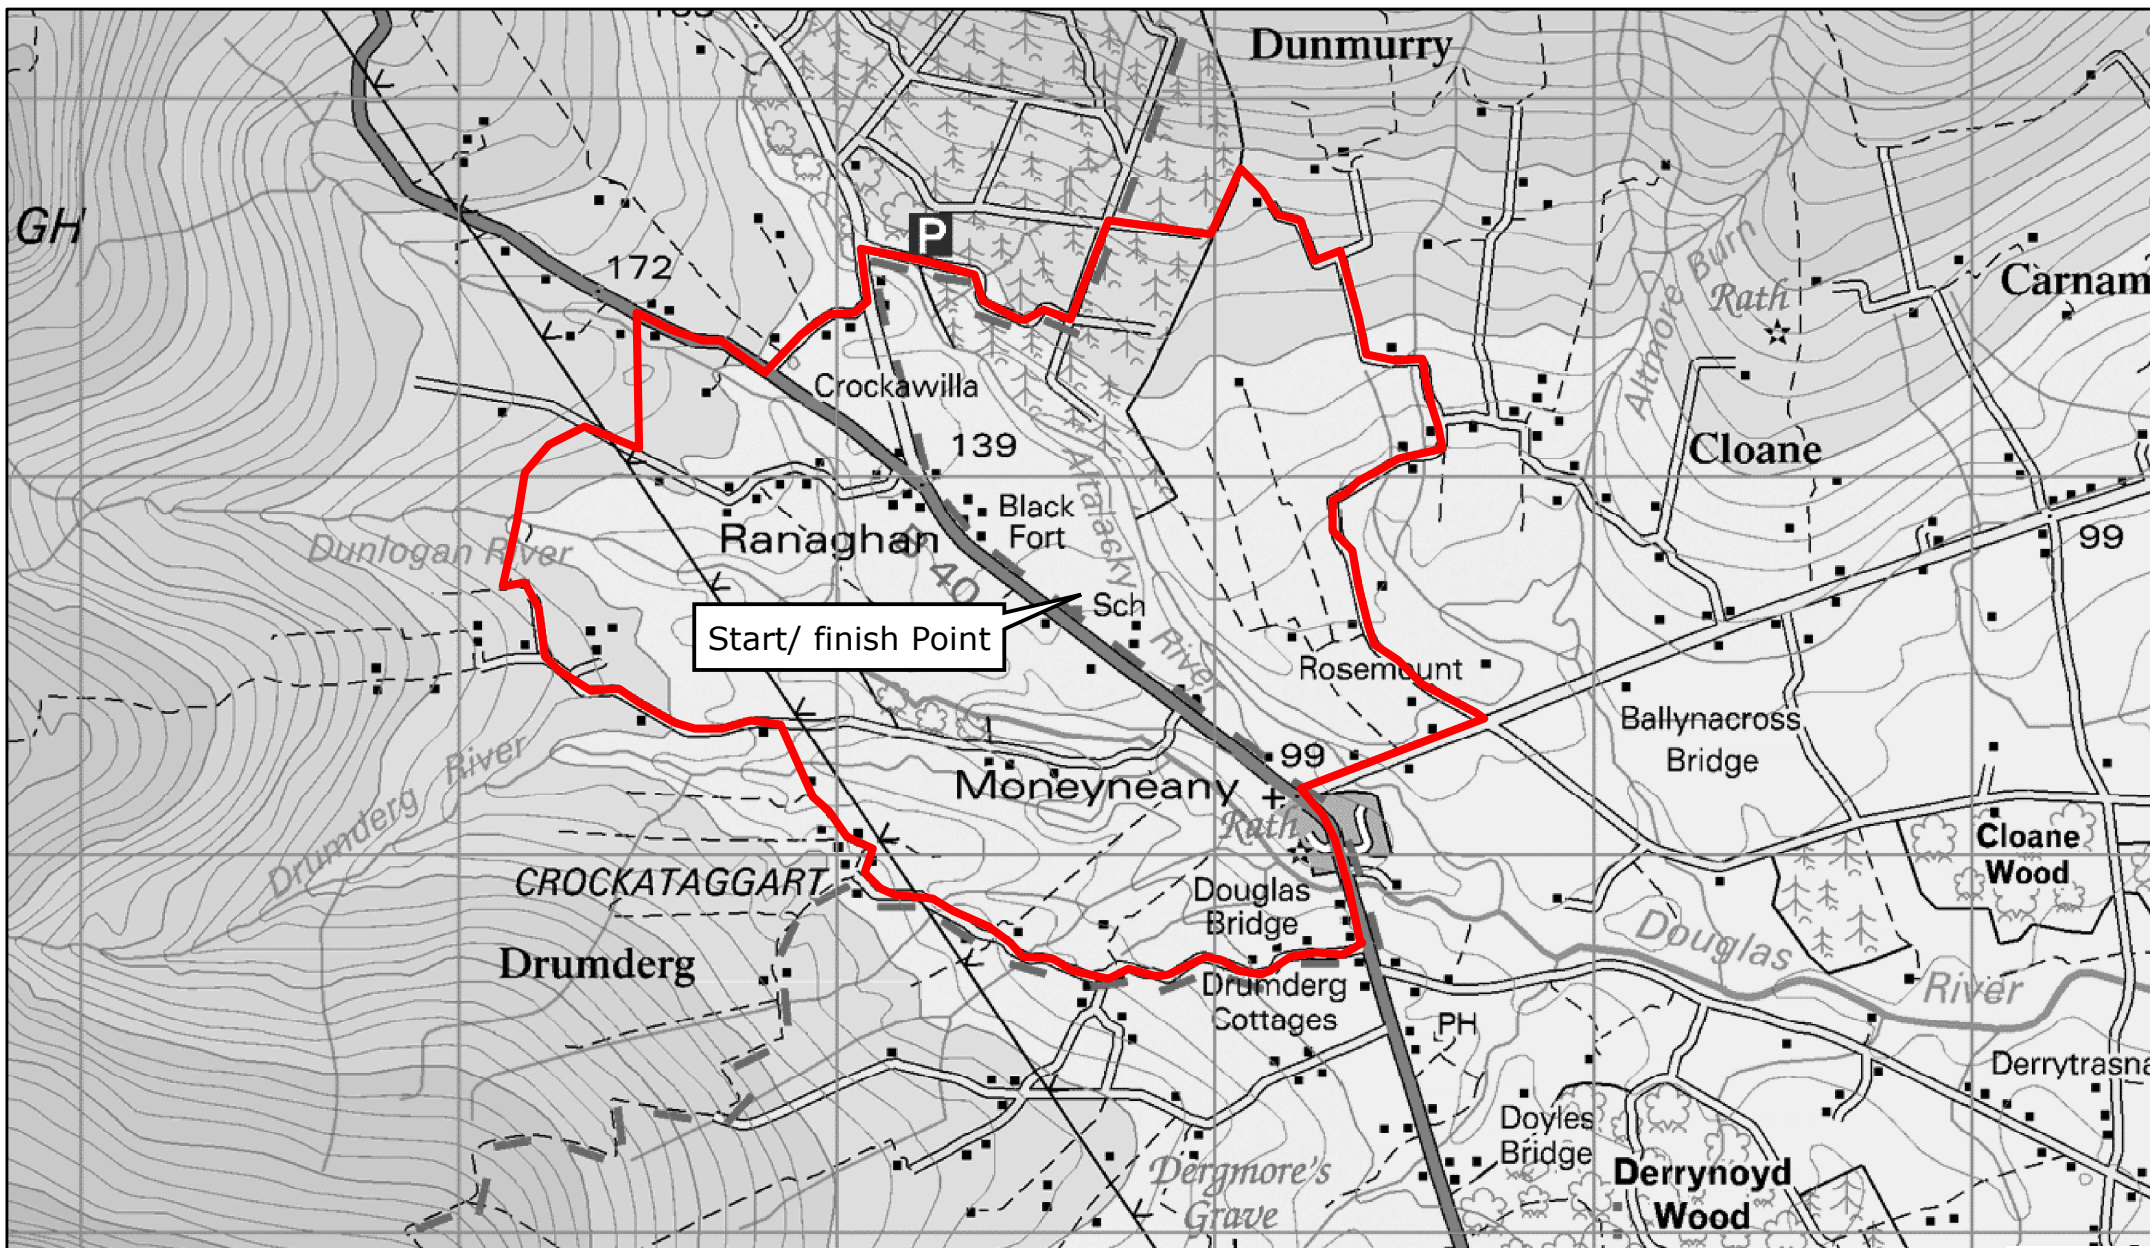 Dunmurry
GH
P
172
Altmore Burn
Rath
Carnam
Crockawilla
139
Cloane
Altalacky
River
Black
Fort
Ranaghan
B 40
99
Dunlogan River
Sch
Start/ finish Point
Rosemount
Ballynacross
Bridge
99
Drumderg River
Moneyneany
Rath
Cloane
Wood
CROCKATAGGART
Douglas
Bridge
Drumderg
Douglas
River
Drumderg
Cottages
PH
Derrytrasna
Doyles
Bridge
Dergmore's
Grave
Derrynoyd
Wood